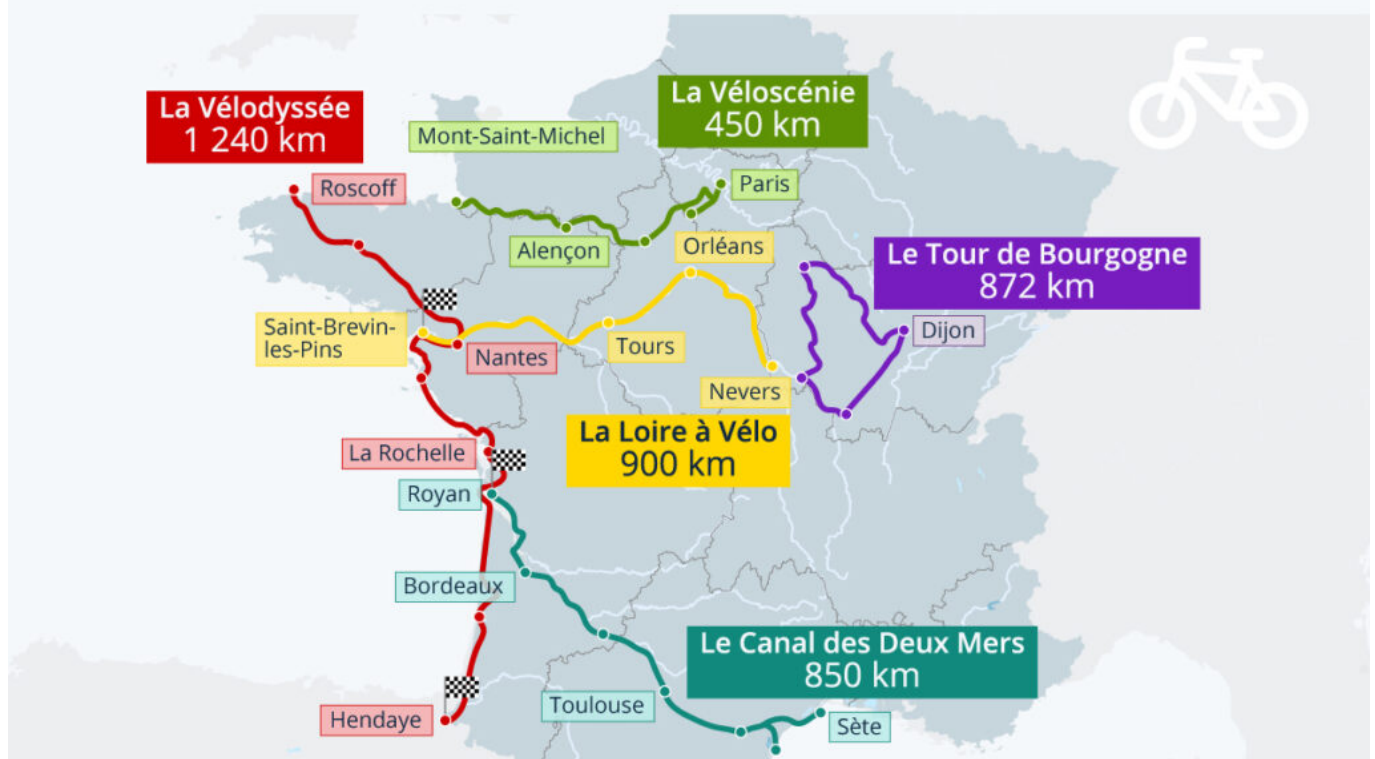 La Vélodyssée
1 240 km
La Véloscénie
450 km
Mont-Saint-Michel
Roscoff
Paris
Alençon
Orléans
Le Tour de Bourgogne
872 km
Saint-Brevin-
les-Pins
Nantes
Tours
Dijon
Nevers
La Loire à Vélo
900 km
La Rochelle
Royan
Bordeaux
Le Canal des Deux Mers
850 km
Toulouse
Hendaye
Sète